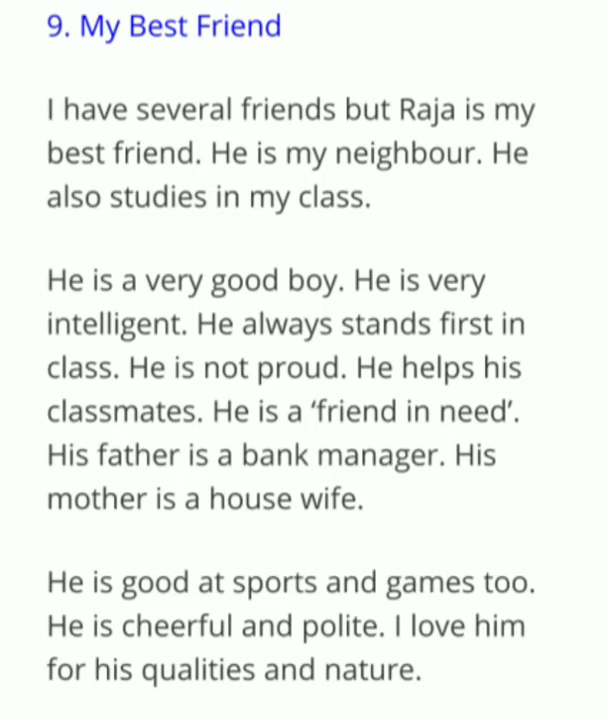 9. My Best Friend
I have several friends but Raja is my
best friend. He is my neighbour. He
also studies in my class.
He is a very good boy. He is very
intelligent. He always stands first in
class. He is not proud. He helps his
classmates. He is a ‘friend in need’.
His father is a bank manager. His
mother is a house wife.
He is good at sports and games too.
He is cheerful and polite. I love him
for his qualities and nature.